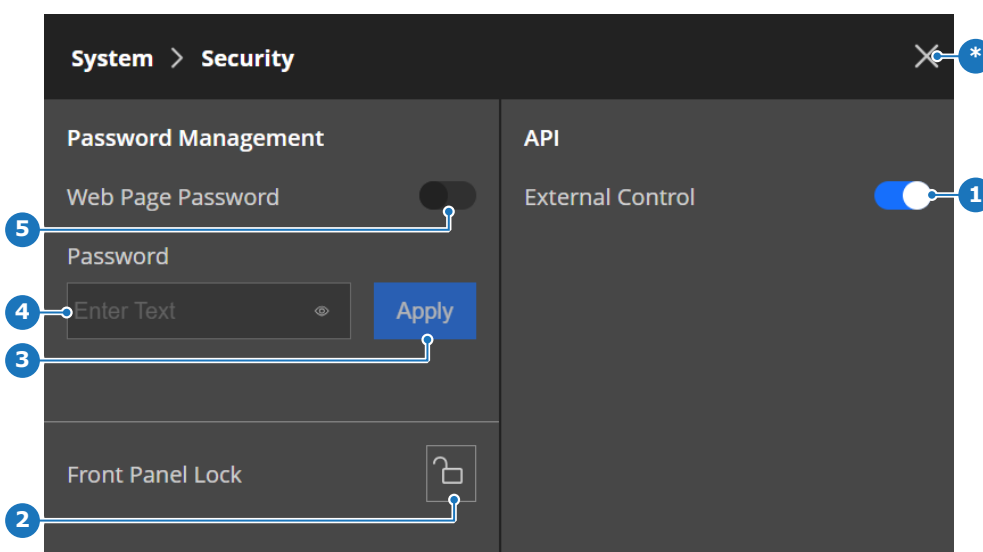 System > Security
*
Password Management
API
Web Page Password
External Control
1
5
Password
4
Enter Text
Apply
3
Front Panel Lock
2